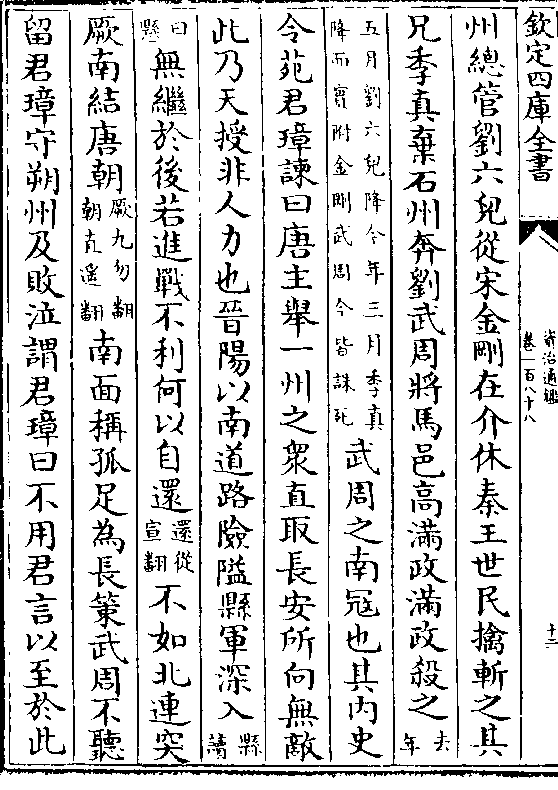 欽定四庫全書
資治通鑑
卷一百八十八
十二
州總管劉六兒從宋金剛在介休秦王世民擒斬之其
兄季真棄石州奔劉武周將馬邑高滿政滿政殺之去年
五月劉六兒降今年三月季真
降而實附金剛武周今皆誅死
武周之南寇也其內史
令苑君璋諫曰唐主舉一州之衆直取長安所向無敵
此乃天授非人力也晉陽以南道路險隘縣軍深入縣讀
曰懸
無繼於後若進戰不利何以自還還從宣翻
不如北連突
厥南結唐朝厥九勿翻朝直遥翻
南面稱孤足為長策武周不聽
留君璋守朔州及敗泣謂君璋曰不用君言以至於此